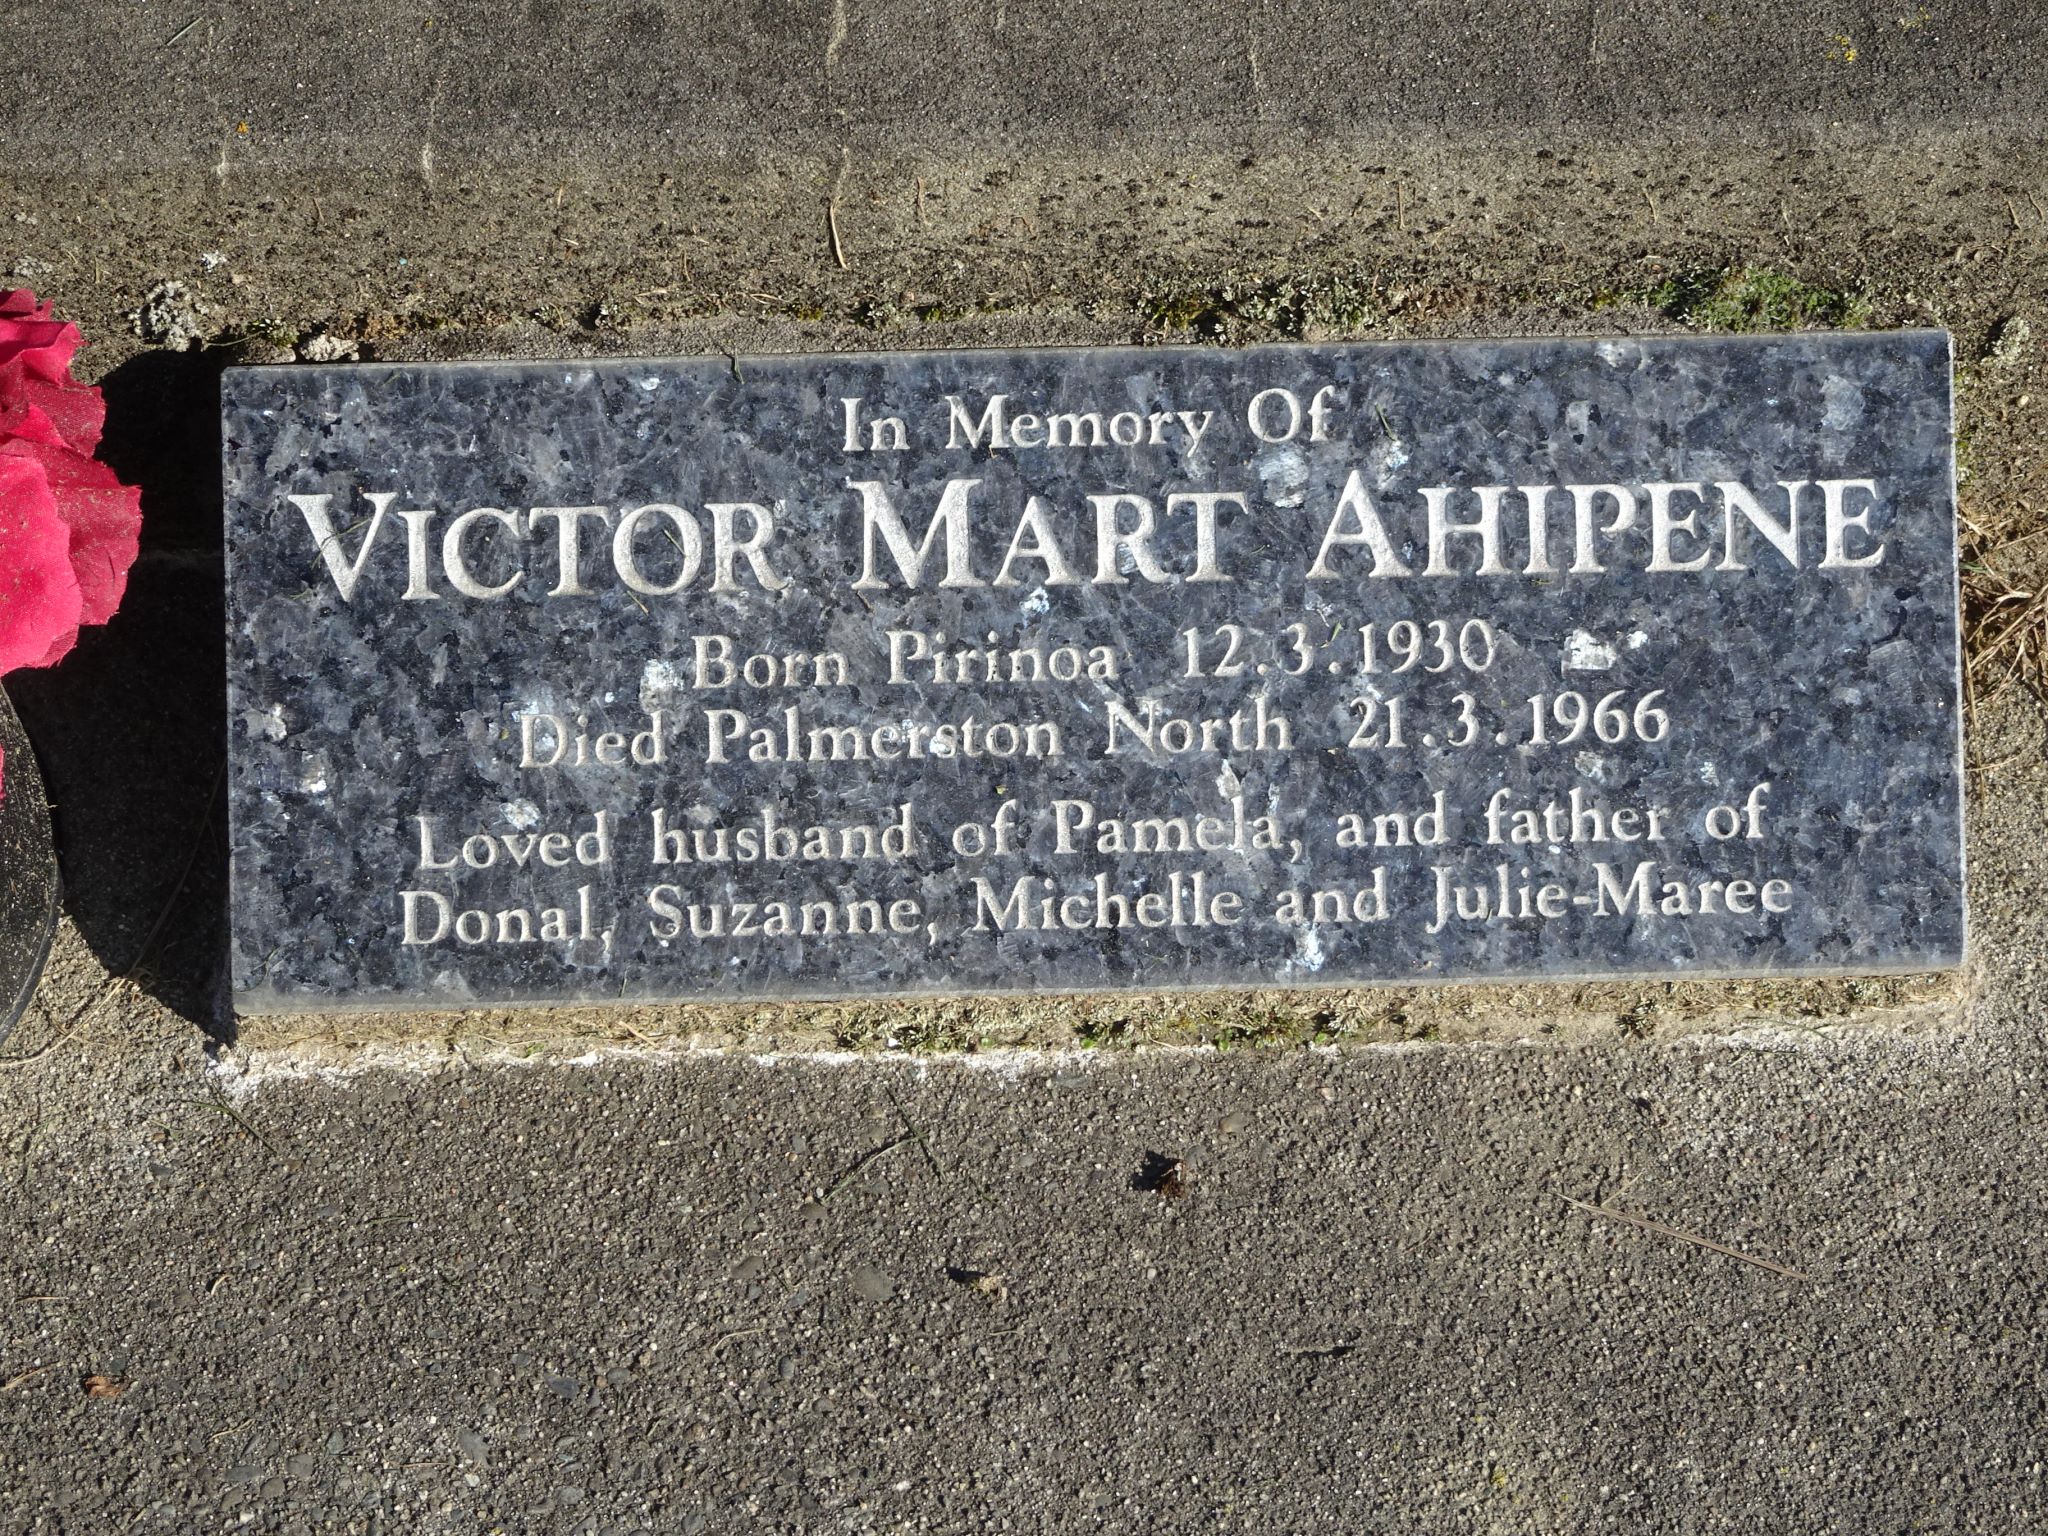 In Memory Of
VICTOR MART AHIPENE
Born Pirinoa 12.3.1930
Died Palmerston North 21.3.1966
Loved husband of Pamela, and father of
Donal, Suzanne, Michelle and Julie-Maree